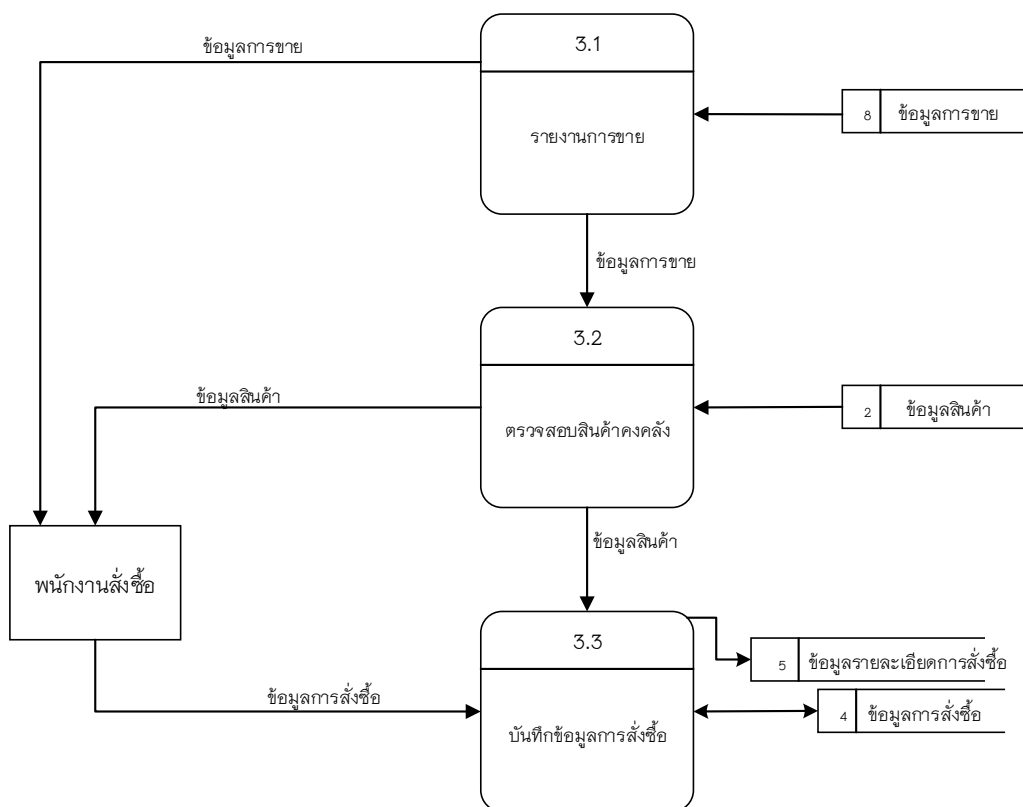 3.1
ข้อมูลการขาย
8 ข้อมูลการขาย
รายงานการขาย
ข้อมูลการขาย
3.2
ข้อมูลสินค้า
2 ข้อมูลสินค้า
ตรวจสอบสินค้าคงคลัง
ข้อมูลสินค้า
พนักงานสั่งซื้อ
3.3
5 ข้อมูลรายละเอียดการสั่งซื้อ
ข้อมูลการสั่งซื้อ
4 ข้อมูลการสั่งซื้อ
บันทึกข้อมูลการสั่งซื้อ